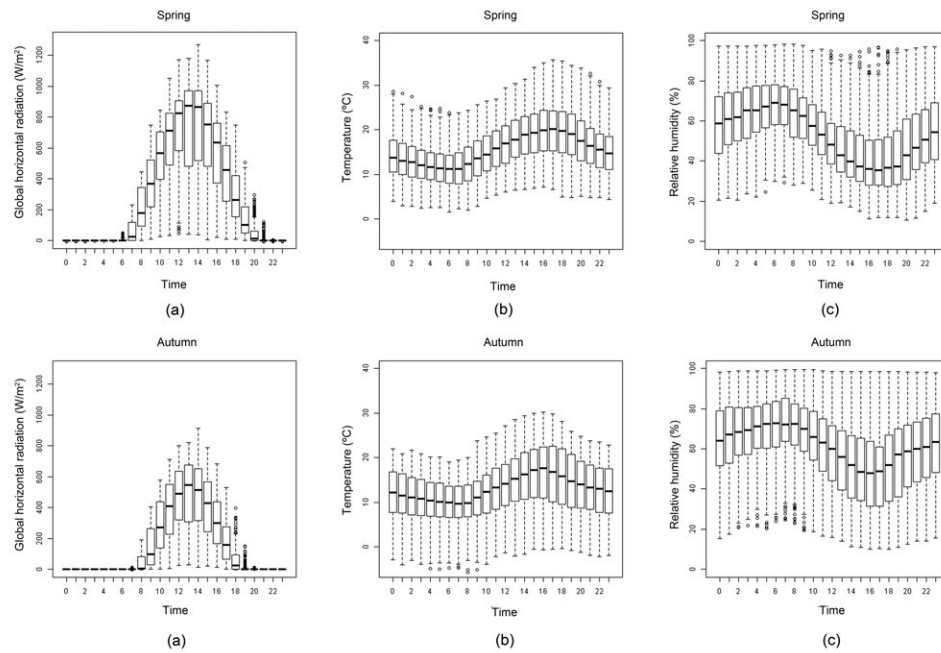 Spring
Global horizontal radiation (W/m²)
0 200 400 600 800 1000 1200
0 2 4 6 8 10 12 14 16 18 20 22
Time
(a)
Spring
Temperature (ºC)
0 10 20 30 40
0 2 4 6 8 10 12 14 16 18 20 22
Time
(b)
Spring
Relative humidity (%)
0 20 40 60 80 100
0 2 4 6 8 10 12 14 16 18 20 22
Time
(c)
Autumn
Global horizontal radiation (W/m²)
0 200 400 600 800 1000 1200
0 2 4 6 8 10 12 14 16 18 20 22
Time
(a)
Autumn
Temperature (ºC)
0 10 20 30 40
0 2 4 6 8 10 12 14 16 18 20 22
Time
(b)
Autumn
Relative humidity (%)
0 20 40 60 80 100
0 2 4 6 8 10 12 14 16 18 20 22
Time
(c)